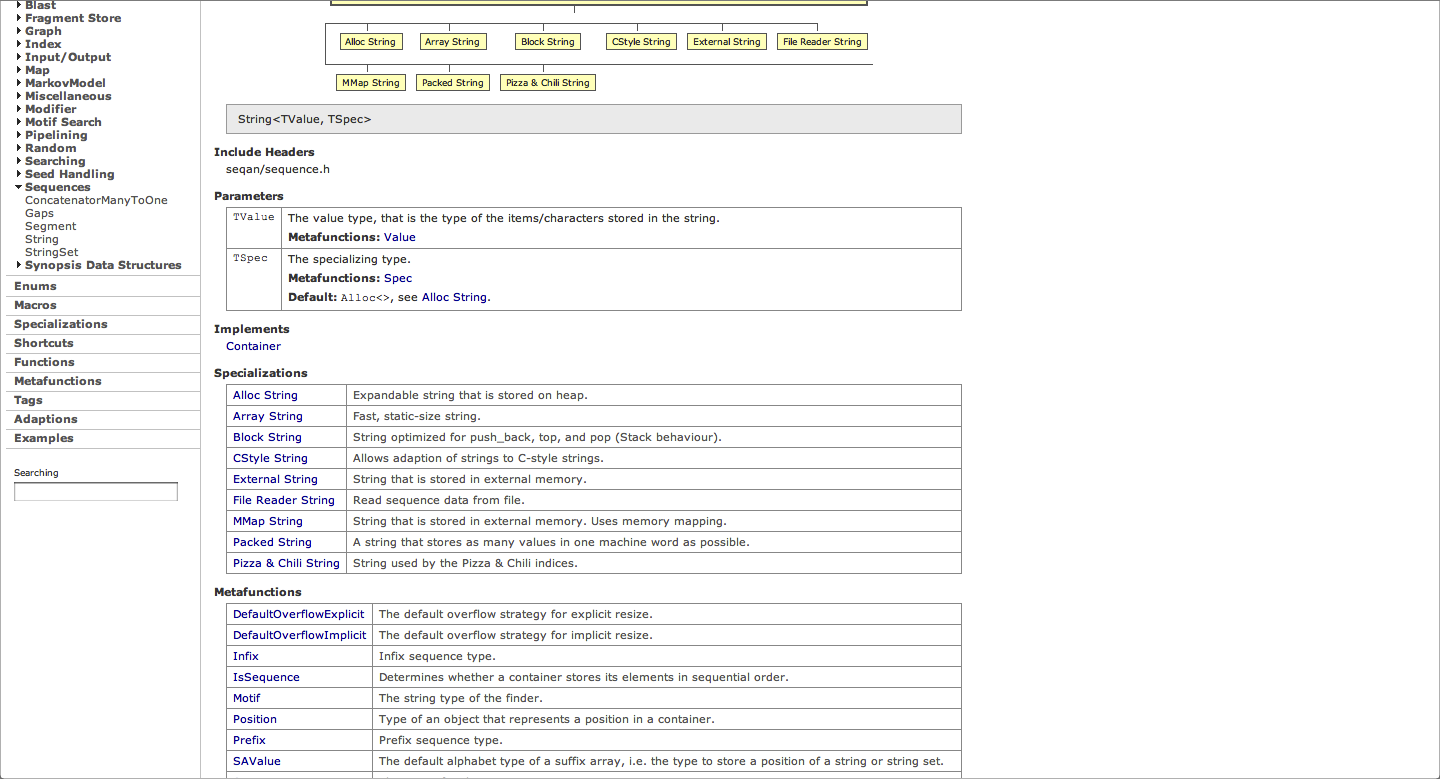 Blast
Fragment Store
Graph
Index
Input/Output
Map
MarkovModel
Miscellaneous
Modifier
Motif Search
Pipelining
Random
Searching
Seed Handling
Sequences
ConcatenatorManyToOne
Gaps
Segment
String
StringSet
Synopsis Data Structures
Enums
Macros
Specializations
Shortcuts
Functions
Metafunctions
Tags
Adaptions
Examples
Searching
Alloc String Array String Block String CStyle String External String File Reader String
MMap String Packed String Pizza & Chili String
String<TValue, TSpec>
Include Headers
seqan/sequence.h
Parameters
TValue The value type, that is the type of the items/characters stored in the string.
Metafunctions: Value
TSpec The specializing type.
Metafunctions: Spec
Default: Alloc<>, see Alloc String.
Implements
Container
Specializations
Alloc String Expandable string that is stored on heap.
Array String Fast, static-size string.
Block String String optimized for push_back, top, and pop (Stack behaviour).
CStyle String Allows adaption of strings to C-style strings.
External String String that is stored in external memory.
File Reader String Read sequence data from file.
MMap String String that is stored in external memory. Uses memory mapping.
Packed String A string that stores as many values in one machine word as possible.
Pizza & Chili String String used by the Pizza & Chili indices.
Metafunctions
DefaultOverflowExplicit The default overflow strategy for explicit resize.
DefaultOverflowImplicit The default overflow strategy for implicit resize.
Infix Infix sequence type.
IsSequence Determines whether a container stores its elements in sequential order.
Motif The string type of the finder.
Position Type of an object that represents a position in a container.
Prefix Prefix sequence type.
SAValue The default alphabet type of a suffix array, i.e. the type to store a position of a string or string set.